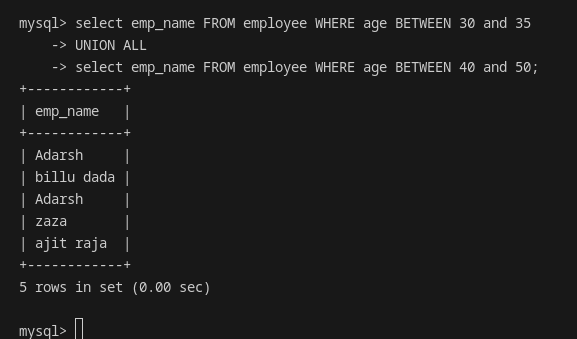 mysql> select emp_name FROM employee WHERE age BETWEEN 30 and 35
    -> UNION ALL
    -> select emp_name FROM employee WHERE age BETWEEN 40 and 50;
+------------+
| emp_name   |
+------------+
| Adarsh     |
| billu dada |
| Adarsh     |
| zaza       |
| ajit raja  |
+------------+
5 rows in set (0.00 sec)

mysql>